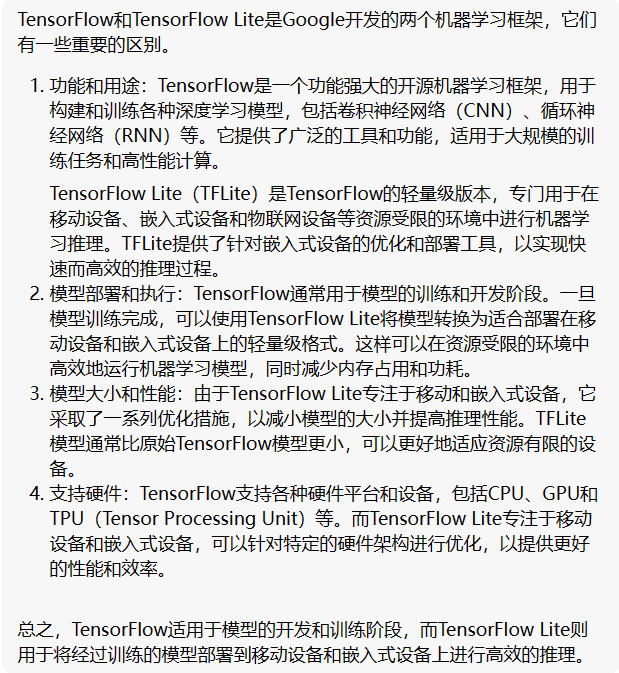 TensorFlow和TensorFlow Lite是Google开发的两个机器学习框架，它们
有一些重要的区别。
1. 功能和用途：TensorFlow是一个功能强大的开源机器学习框架，用于
构建和训练各种深度学习模型，包括卷积神经网络（CNN）、循环神
经网络（RNN）等。它提供了广泛的工具和功能，适用于大规模的训
练任务和高性能计算。
TensorFlow Lite（TFLite）是TensorFlow的轻量级版本，专门用于在
移动设备、嵌入式设备和物联网设备等资源受限的环境中进行机器学
习推理。TFLite提供了针对嵌入式设备的优化和部署工具，以实现快
速而高效的推理过程。
2. 模型部署和执行：TensorFlow通常用于模型的训练和开发阶段。一旦
模型训练完成，可以使用TensorFlow Lite将模型转换为适合部署在移
动设备和嵌入式设备上的轻量级格式。这样可以在资源受限的环境中
高效地运行机器学习模型，同时减少内存占用和功耗。
3. 模型大小和性能：由于TensorFlow Lite专注于移动和嵌入式设备，它
采取了一系列优化措施，以减小模型的大小并提高推理性能。TFLite
模型通常比原始TensorFlow模型更小，可以更好地适应资源有限的设
备。
4. 支持硬件：TensorFlow支持各种硬件平台和设备，包括CPU、GPU和
TPU（Tensor Processing Unit）等。而TensorFlow Lite专注于移动
设备和嵌入式设备，可以针对特定的硬件架构进行优化，以提供更好
的性能和效率。
总之，TensorFlow适用于模型的开发和训练阶段，而TensorFlow Lite则
用于将经过训练的模型部署到移动设备和嵌入式设备上进行高效的推理。